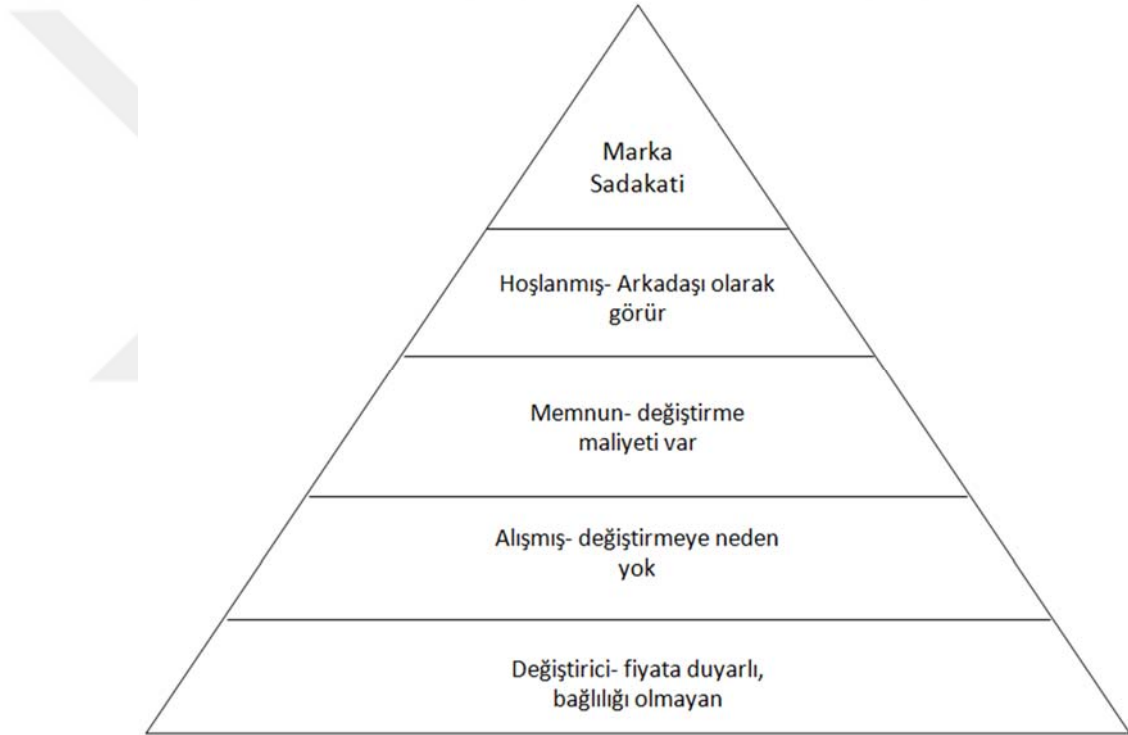 Marka
Sadakati
Hoşlanmış- Arkadaşı olarak
görür
Memnun- değiştirme
maliyeti var
Alışmış- değiştirmeye neden
yok
Değiştirici- fiyata duyarlı,
bağlılığı olmayan